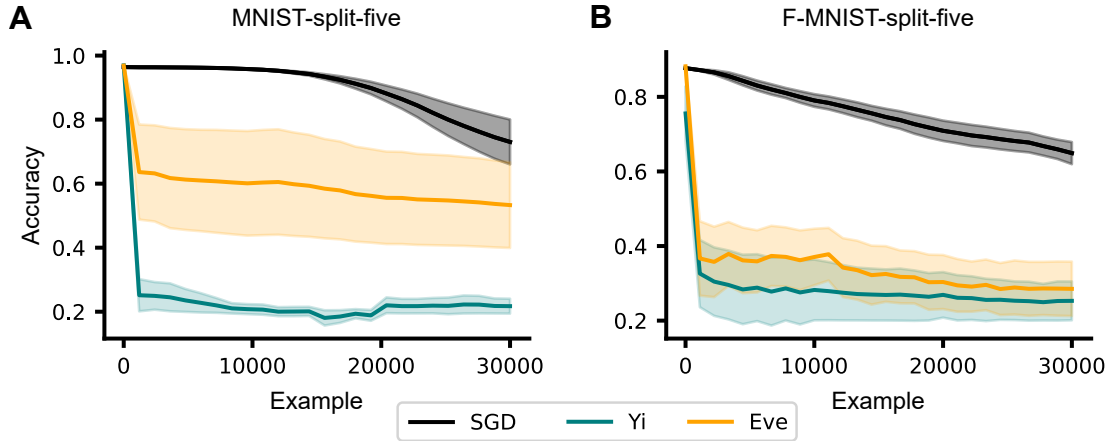 A
MNIST-split-five
B
F-MNIST-split-five
Accuracy
1.0
0.8
0.6
0.4
0.2
0
10000
20000
30000
Example
0.8
0.6
0.4
0.2
0
10000
20000
30000
Example
SGD
Yi
Eve